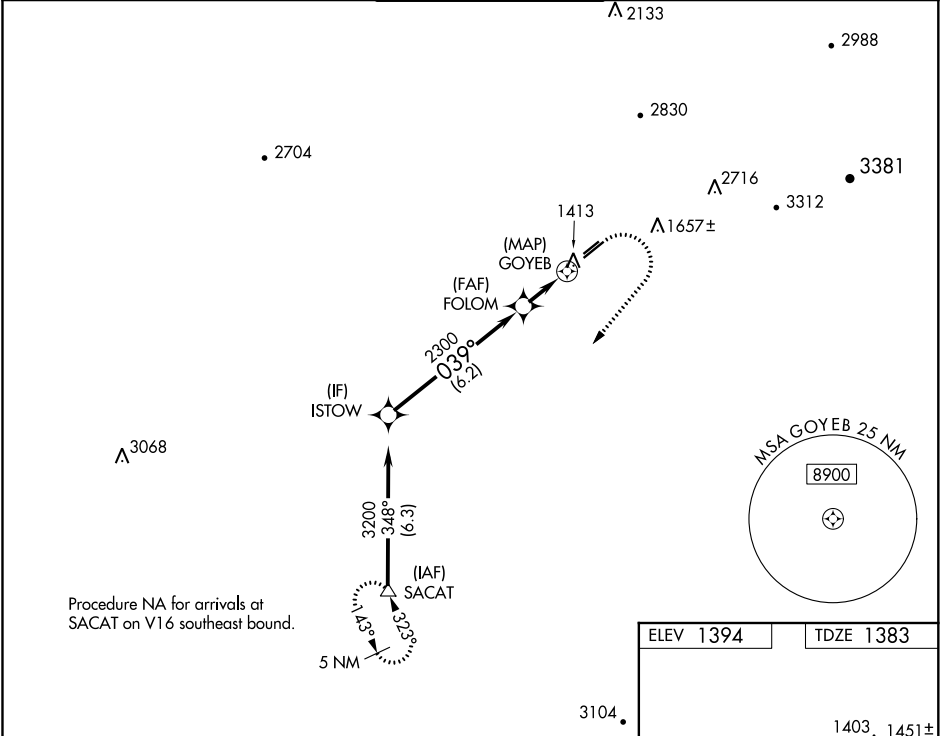 2133
2988
2830
2704
2716
3381
3312
1413
1657±
(MAP)
GOYEB
(FAF)
FOLOM
2300
039°
(6.2)
(IF)
ISTOW
3068
MSA GOYEB 25 NM
8900
3200
348°
(6.3)
(IAF)
SACAT
Procedure NA for arrivals at
SACAT on V16 southeast bound.
143°
323°
5 NM
ELEV 1394
TDZE 1383
3104
1403
1451±